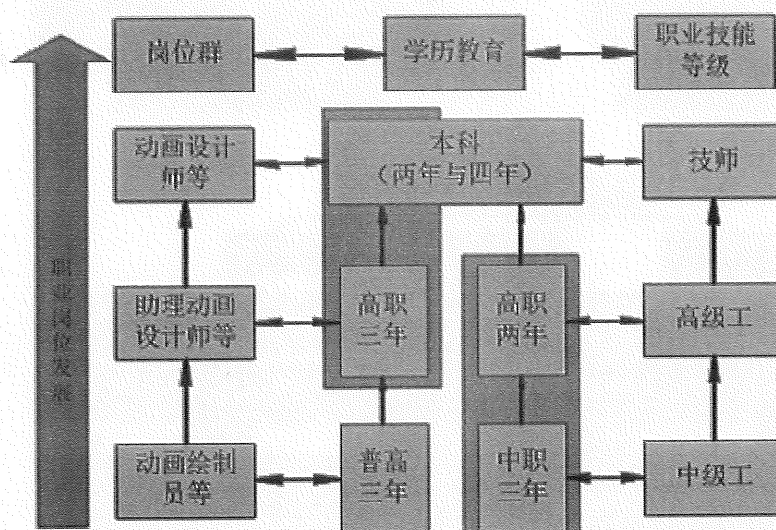 岗位群
学历教育
职业技能
等级
动画设计
师等
本科
（两年与四年）
技师
职业岗位发展
助理动画
设计师等
高职
三年
高职
两年
高级工
动画绘制
员等
普高
三年
中职
三年
中级工